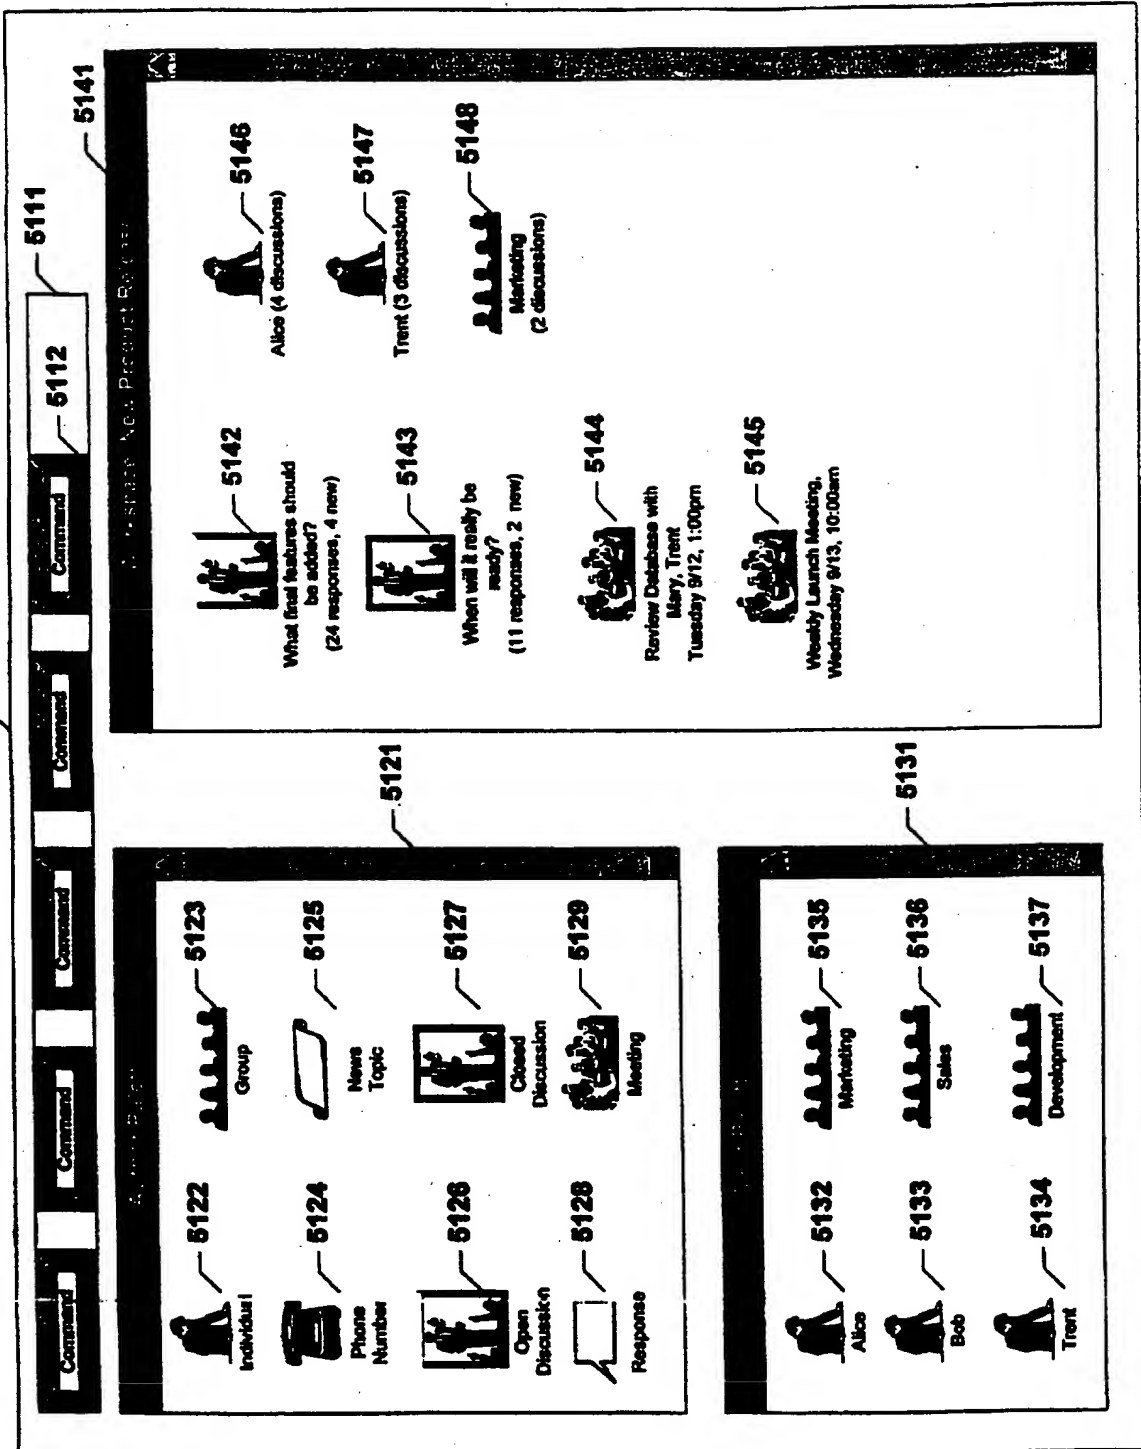 5111
Command
Command
Command
Command
Command
5112
5141
5121
5122
Individual
5123
Group
5124
Phone
Number
5125
News
Topic
5126
Open
Discussion
5127
Closed
Discussion
5128
Response
5129
Meeting
5131
5132
Alice
5135
Marketing
5133
Bob
5136
Sales
5134
Trent
5137
Development
New Product
5142
What final features should
be added?
(24 responses, 4 new)
5143
When will it really be
ready?
(11 responses, 2 new)
5144
Review Database with
Mary, Trent
Tuesday 9/12, 1:00pm
5145
Weekly Launch Meeting,
Wednesday 9/13, 10:00am
5146
Alice (4 discussions)
5147
Trent (3 discussions)
5148
Marketing
(2 discussions)